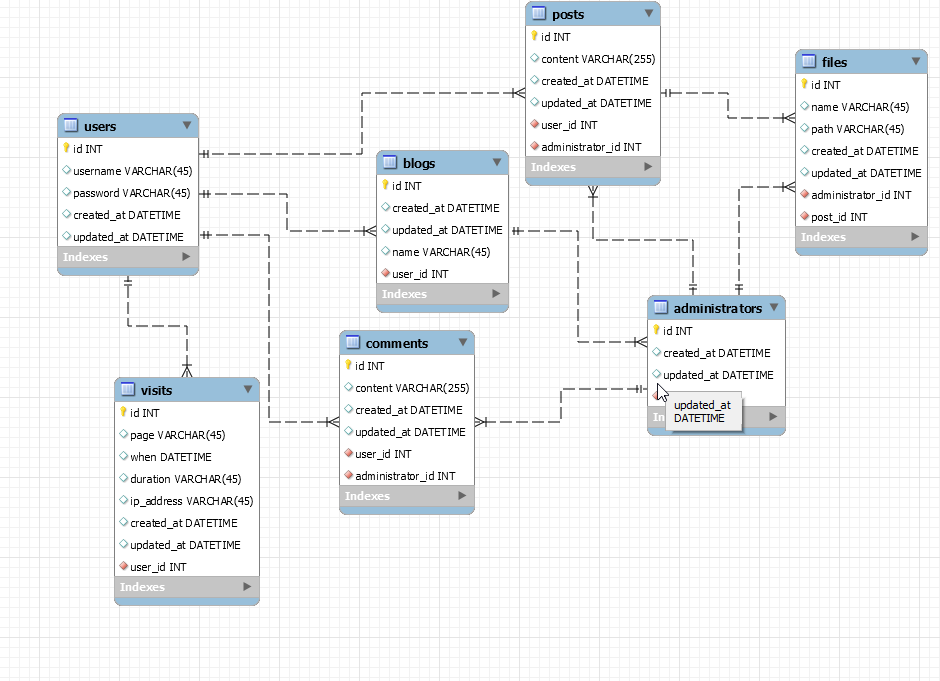 posts
id INT
content VARCHAR(255)
created_at DATETIME
updated_at DATETIME
user_id INT
administrator_id INT
Indexes
files
id INT
name VARCHAR(45)
path VARCHAR(45)
created_at DATETIME
updated_at DATETIME
administrator_id INT
post_id INT
Indexes
users
id INT
username VARCHAR(45)
password VARCHAR(45)
created_at DATETIME
updated_at DATETIME
Indexes
blogs
id INT
created_at DATETIME
updated_at DATETIME
name VARCHAR(45)
user_id INT
Indexes
administrators
id INT
created_at DATETIME
updated_at DATETIME
In
updated_at
DATETIME
comments
id INT
content VARCHAR(255)
created_at DATETIME
updated_at DATETIME
user_id INT
administrator_id INT
Indexes
visits
id INT
page VARCHAR(45)
when DATETIME
duration VARCHAR(45)
ip_address VARCHAR(45)
created_at DATETIME
updated_at DATETIME
user_id INT
Indexes